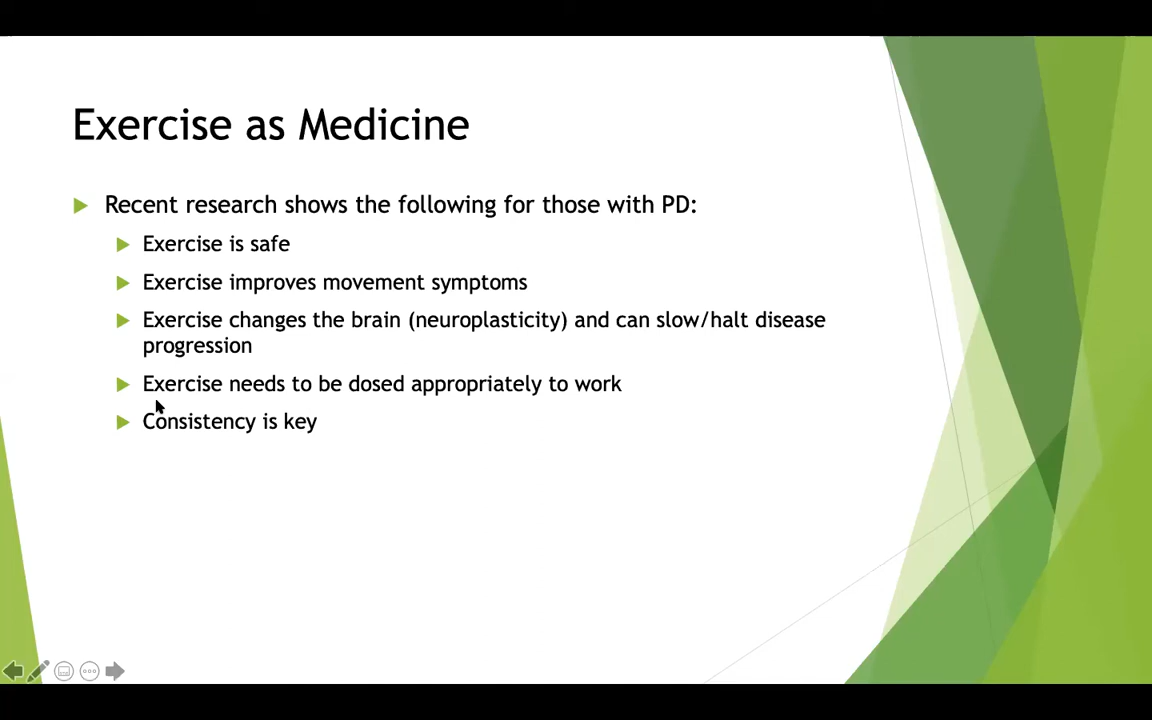 Exercise as Medicine
Recent research shows the following for those with PD:
Exercise is safe
Exercise improves movement symptoms
Exercise changes the brain (neuroplasticity) and can slow/halt disease
progression
Exercise needs to be dosed appropriately to work
Consistency is key